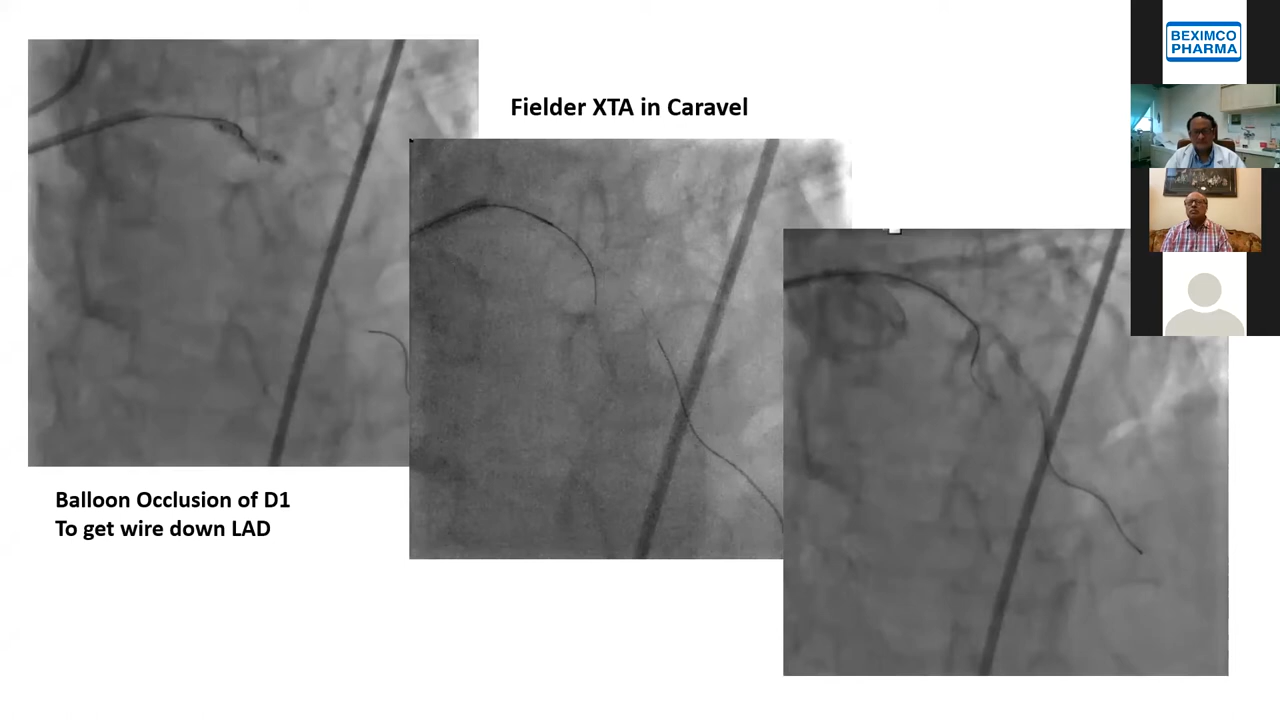 Fielder XTA in Caravel
Balloon Occlusion of D1
To get wire down LAD
BEXIMCO
PHARMA